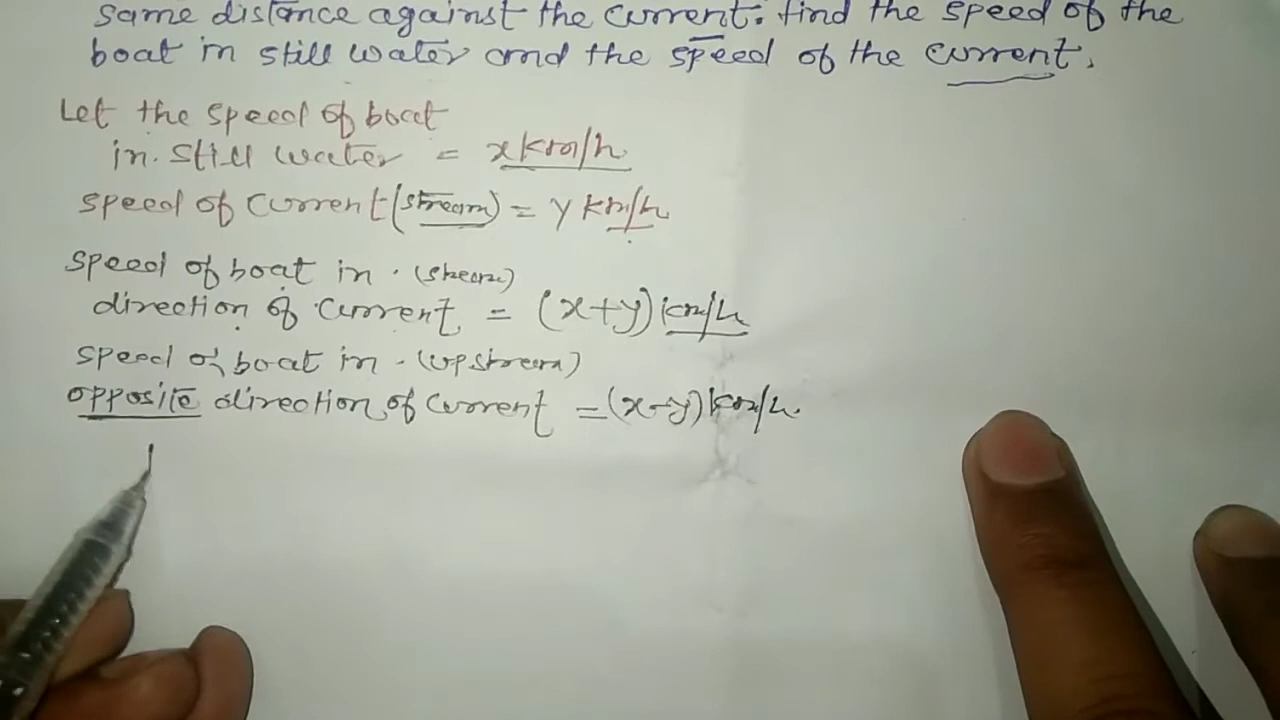 same distance against the current. find the speed of the
boat in still water and the speed of the current.
Let the speed of boat
in still water = x km/h
speed of current (stream) = y km/h
speed of boat in (stream)
direction of current = (x+y) km/h
speed of boat in (upstream)
opposite direction of current = (x-y) km/h.